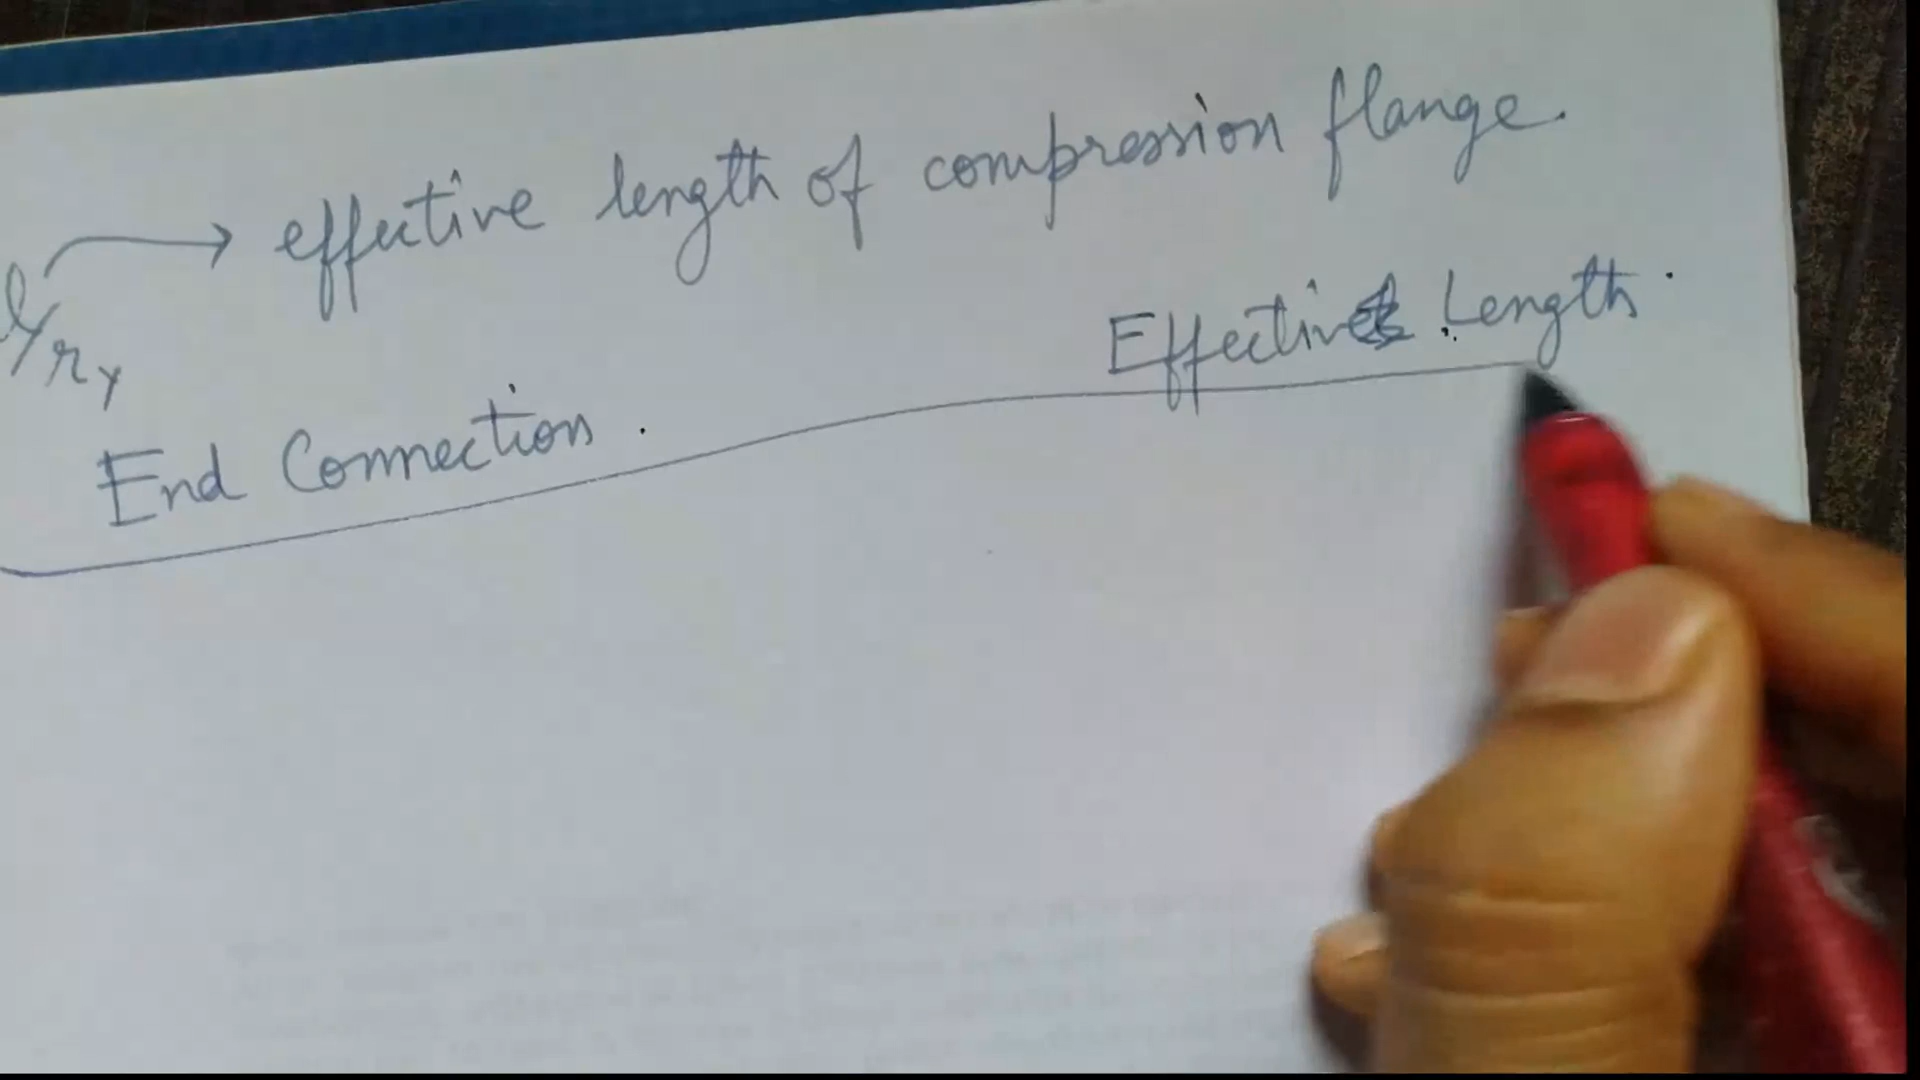 effective length of compression flange.
l/ry
Effective Length.
End Connection.